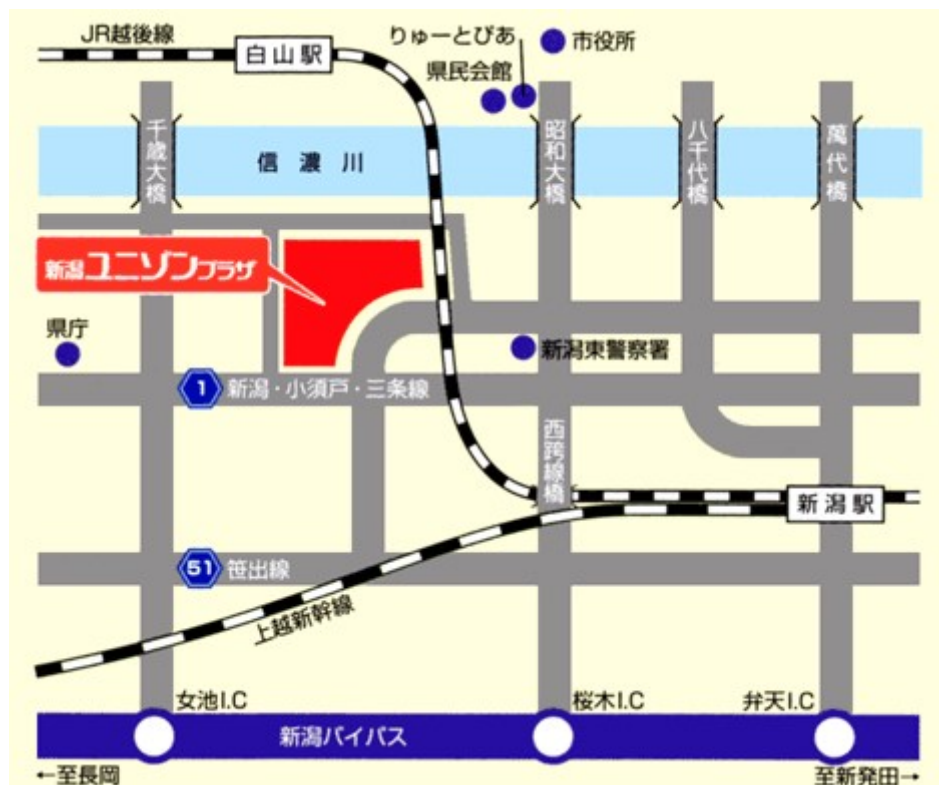 JR越後線
白山駅
りゅーとぴあ
市役所
県民会館
千歳大橋
信濃川
昭和大橋
八千代橋
萬代橋
新潟ユニゾンプラザ
県庁
新潟東警察署
1 新潟・小須戸・三条線
西跨線橋
新潟駅
51 笹出線
上越新幹線
女池I.C
桜木I.C
弁天I.C
新潟バイパス
←至長岡
至新発田→